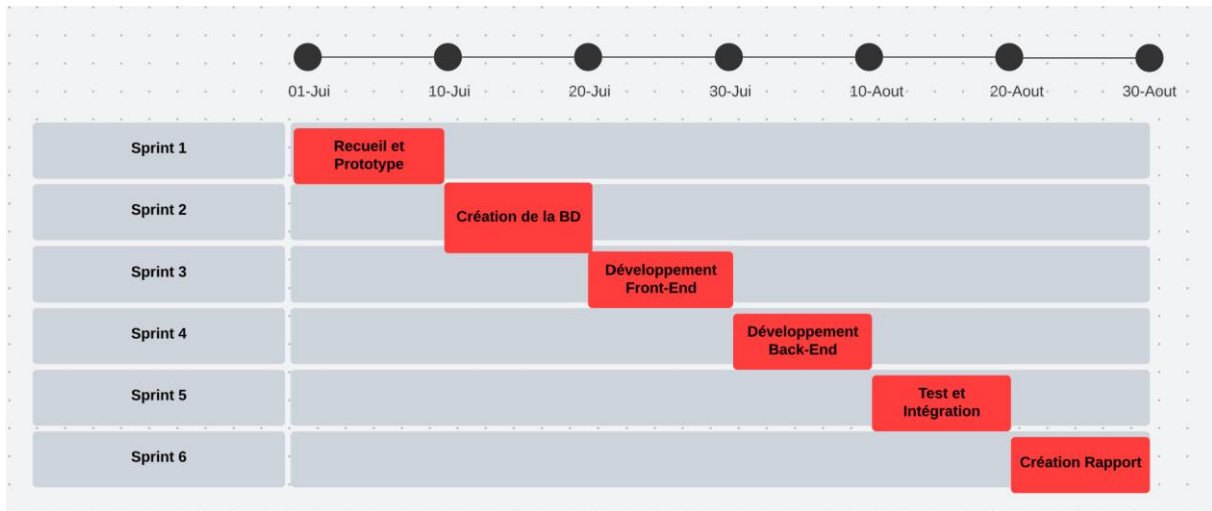 01-Jui 10-Jui 20-Jui 30-Jui 10-Aout 20-Aout 30-Aout
Sprint 1
Recueil et
Prototype
Sprint 2
Création de la BD
Sprint 3
Développement
Front-End
Sprint 4
Développement
Back-End
Sprint 5
Test et
Intégration
Sprint 6
Création Rapport